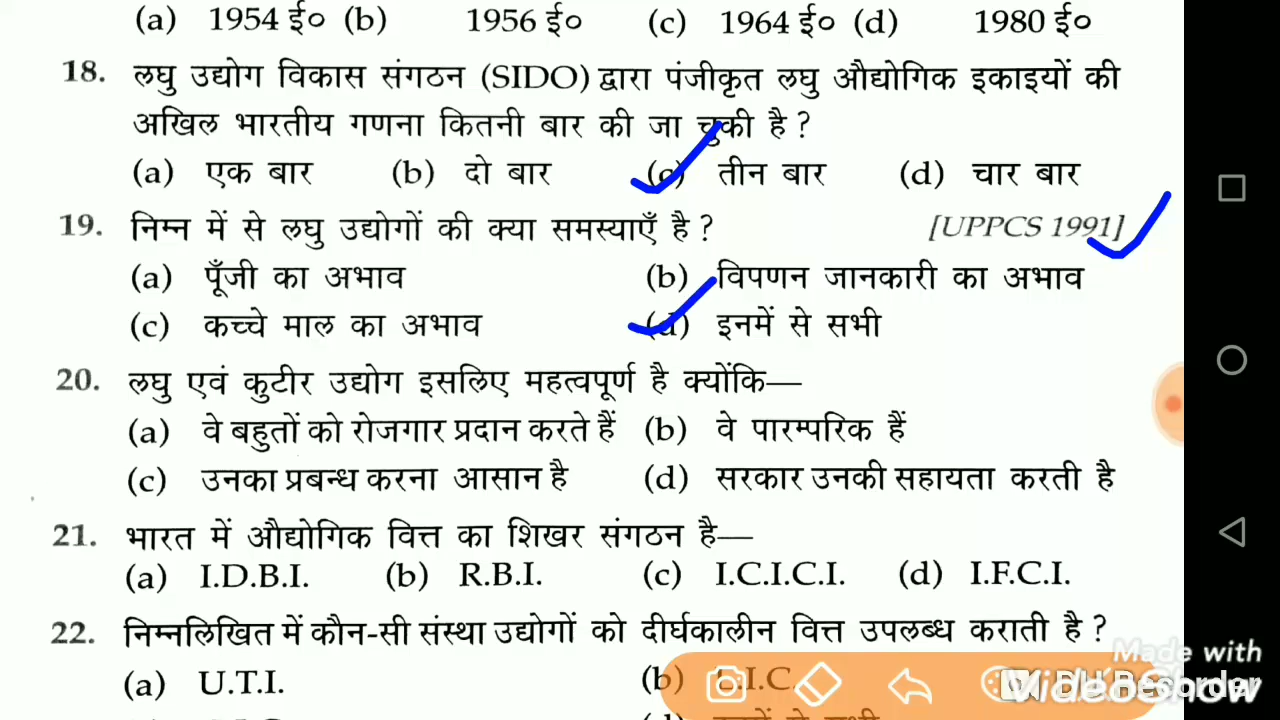 (a) 1954 ई० (b) 1956 ई० (c) 1964 ई० (d) 1980 ई०
18. लघु उद्योग विकास संगठन (SIDO) द्वारा पंजीकृत लघु औद्योगिक इकाइयों की
अखिल भारतीय गणना कितनी बार की जा चुकी है ?
(a) एक बार (b) दो बार (c) तीन बार (d) चार बार
19. निम्न में से लघु उद्योगों की क्या समस्याएँ है ? [UPPCS 1991]
(a) पूँजी का अभाव (b) विपणन जानकारी का अभाव
(c) कच्चे माल का अभाव (d) इनमें से सभी
20. लघु एवं कुटीर उद्योग इसलिए महत्वपूर्ण है क्योंकि—
(a) वे बहुतों को रोजगार प्रदान करते हैं (b) वे पारम्परिक हैं
(c) उनका प्रबन्ध करना आसान है (d) सरकार उनकी सहायता करती है
21. भारत में औद्योगिक वित्त का शिखर संगठन है—
(a) I.D.B.I. (b) R.B.I. (c) I.C.I.C.I. (d) I.F.C.I.
22. निम्नलिखित में कौन-सी संस्था उद्योगों को दीर्घकालीन वित्त उपलब्ध कराती है ?
Made with
(a) U.T.I. (b) L.I.C.
VideoShow